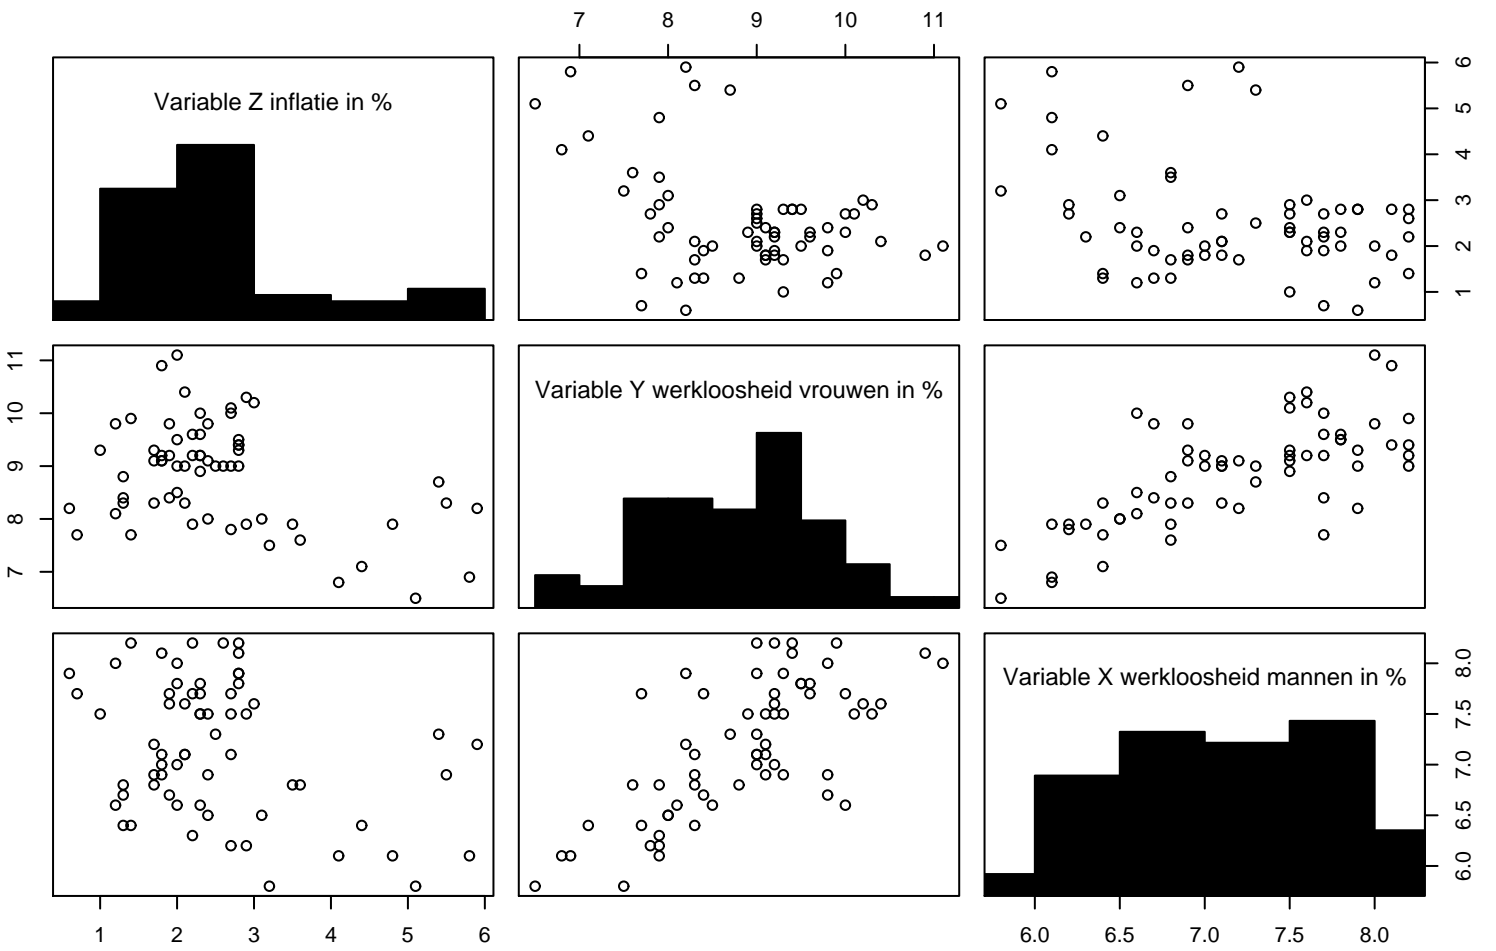 7 8 9 10 11
Variable Z inflatie in %
6
5
4
3
2
1
11
10
9
8
7
Variable Y werkloosheid vrouwen in %
Variable X werkloosheid mannen in %
8.0
7.5
7.0
6.5
6.0
1 2 3 4 5 6
6.0 6.5 7.0 7.5 8.0